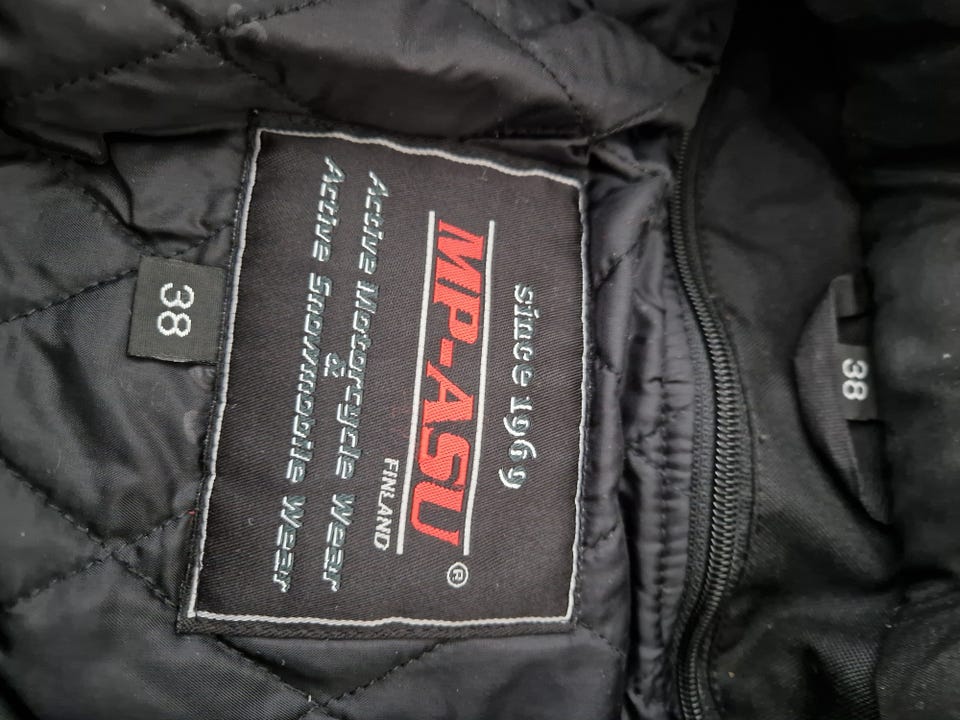 since 1969
MP-ASU®
FINLAND
Active Motorcycle Wear
&
Active Snowmobile Wear
38
38